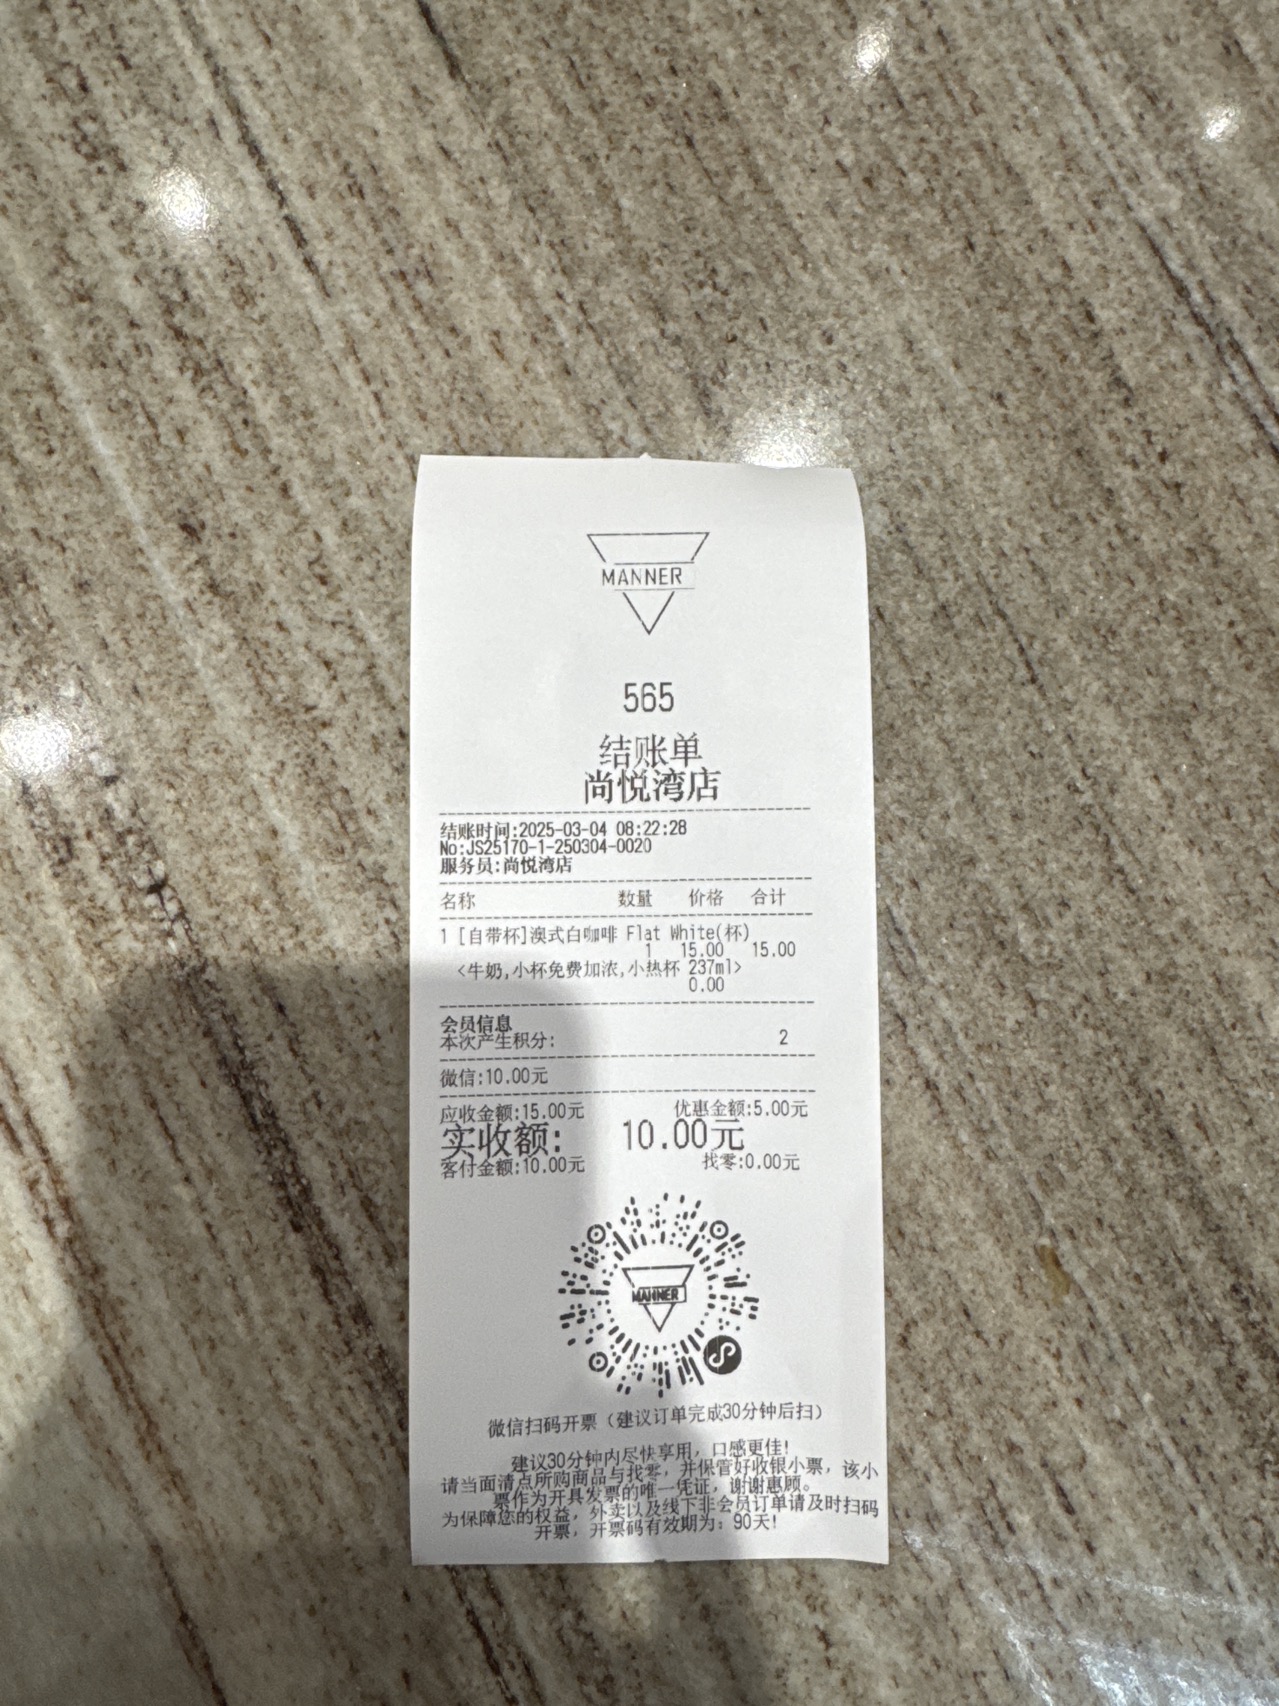 MANNER
565
结账单
尚悦湾店
结账时间:2025-03-04 08:22:28
No:JS25170-1-250304-0020
服务员:尚悦湾店
名称 数量 价格 合计
1 [自带杯]澳式白咖啡 Flat White(杯)
1 15.00 15.00
<牛奶,小杯免费加浓,小热杯 237ml>
0.00
会员信息
本次产生积分: 2
微信:10.00元
应收金额:15.00元 优惠金额:5.00元
实收额: 10.00元
客付金额:10.00元 找零:0.00元
MANNER
微信扫码开票（建议订单完成30分钟后扫）
建议30分钟内尽快享用，口感更佳!
请当面清点所购商品与找零，并保管好收银小票，该小
票作为开具发票的唯一凭证，谢谢惠顾。
为保障您的权益，外卖以及线下非会员订单请及时扫码
开票，开票码有效期为：90天!